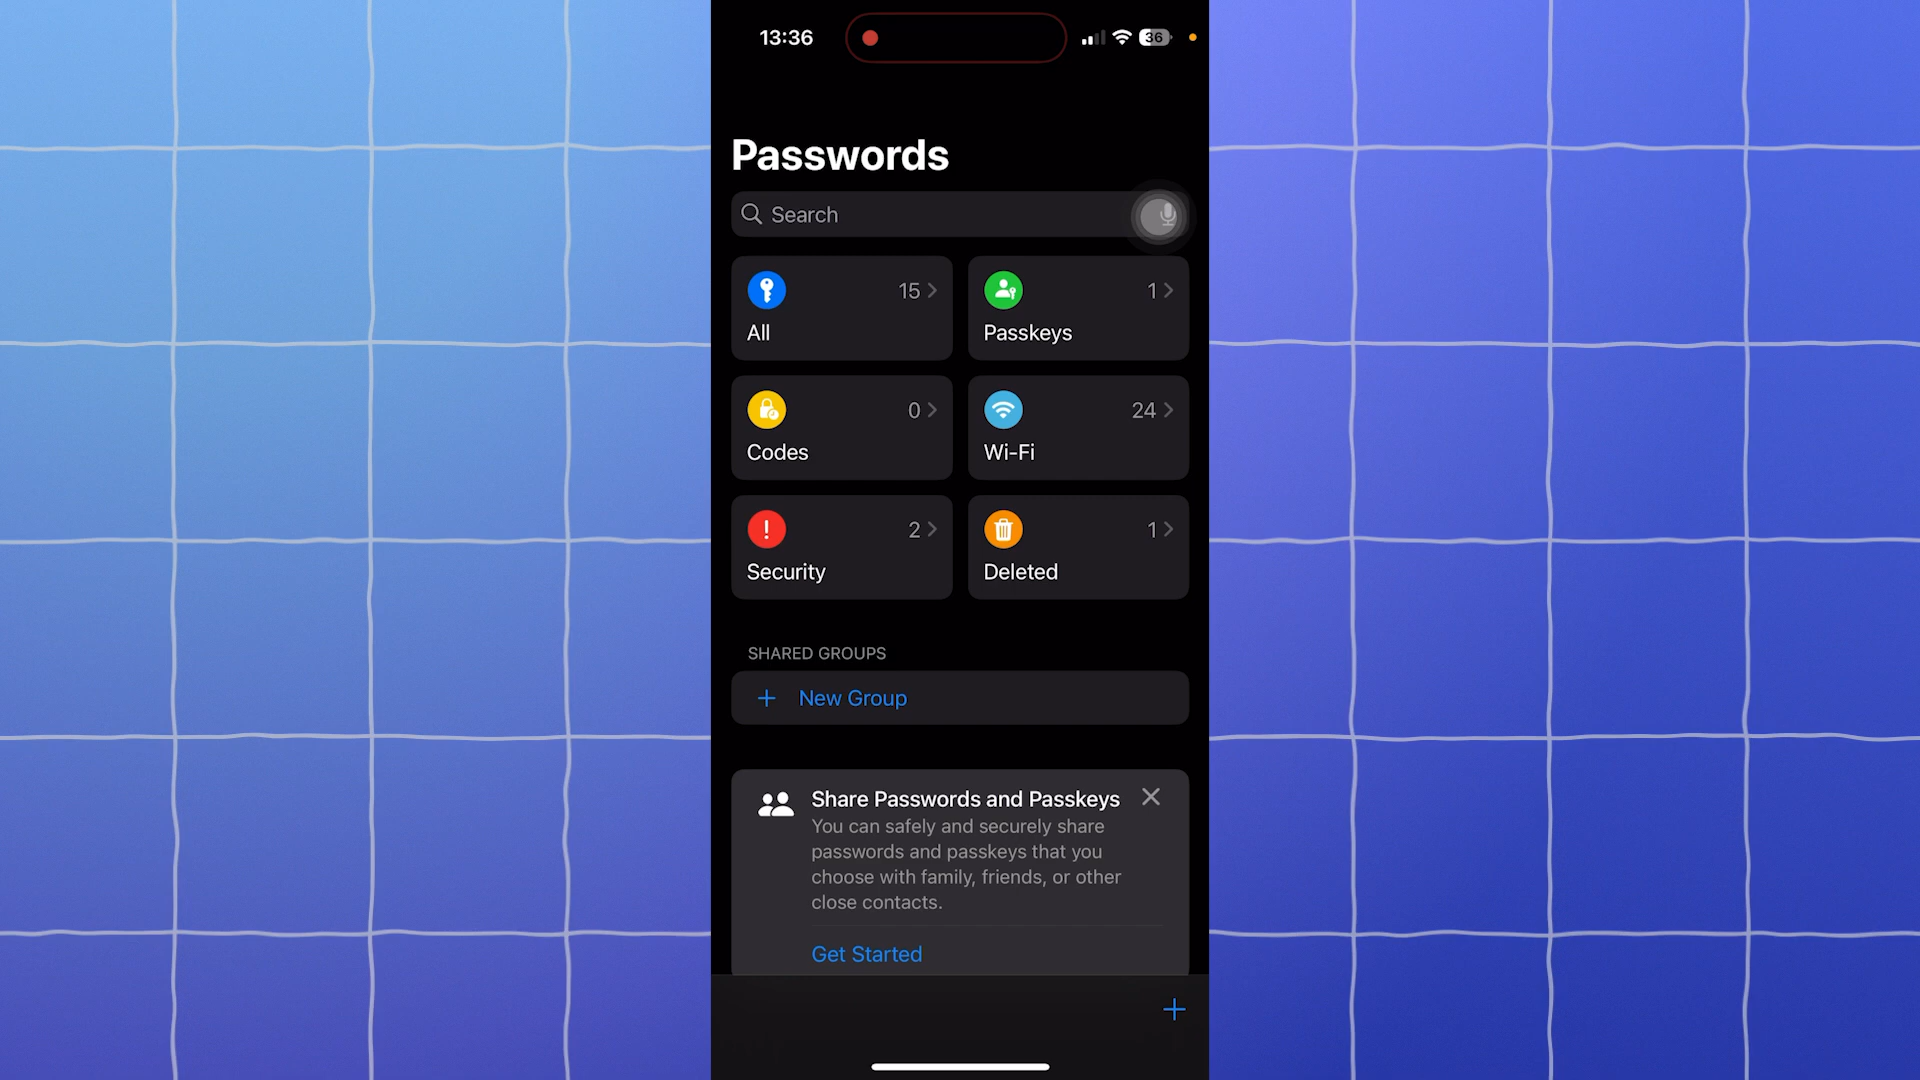 13:36
36
Passwords
Search
All
15
Passkeys
1
Codes
0
Wi-Fi
24
Security
2
Deleted
1
SHARED GROUPS
+ New Group
Share Passwords and Passkeys
You can safely and securely share
passwords and passkeys that you
choose with family, friends, or other
close contacts.
Get Started